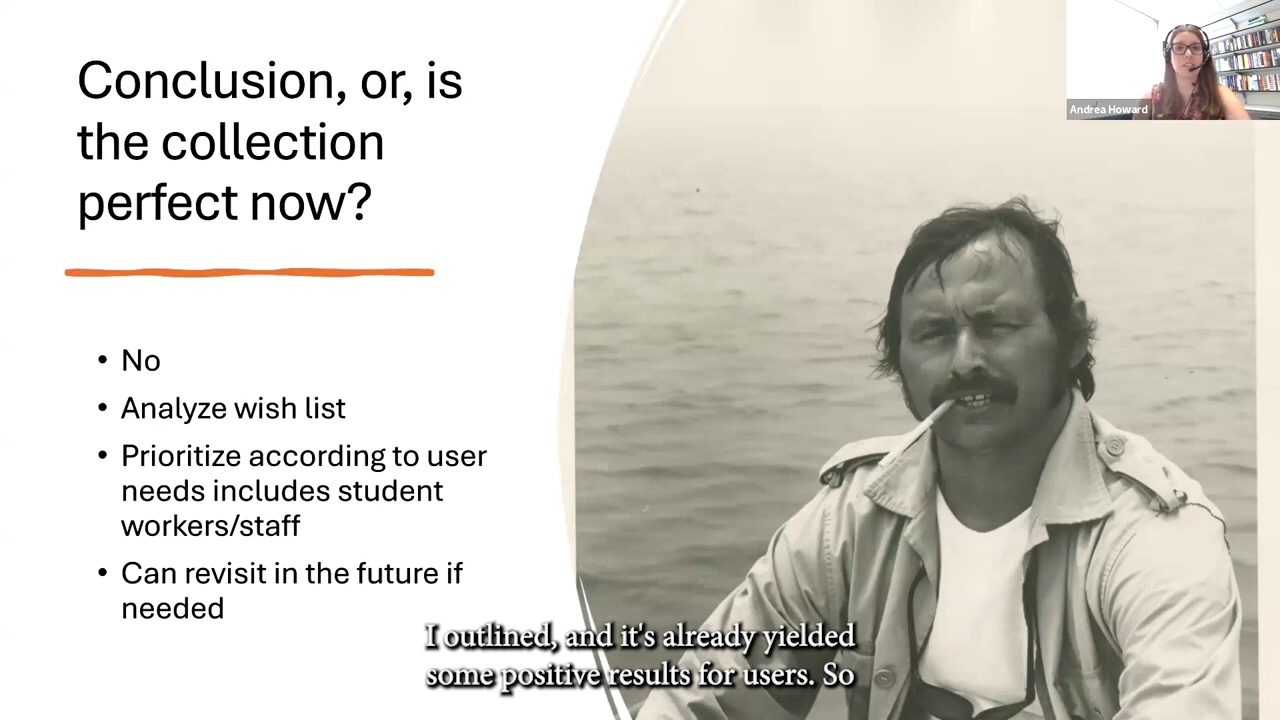 Conclusion, or, is
the collection
perfect now?
• No
• Analyze wish list
• Prioritize according to user
needs includes student
workers/staff
• Can revisit in the future if
needed
Andrea Howard
I outlined, and it's already yielded
some positive results for users. So